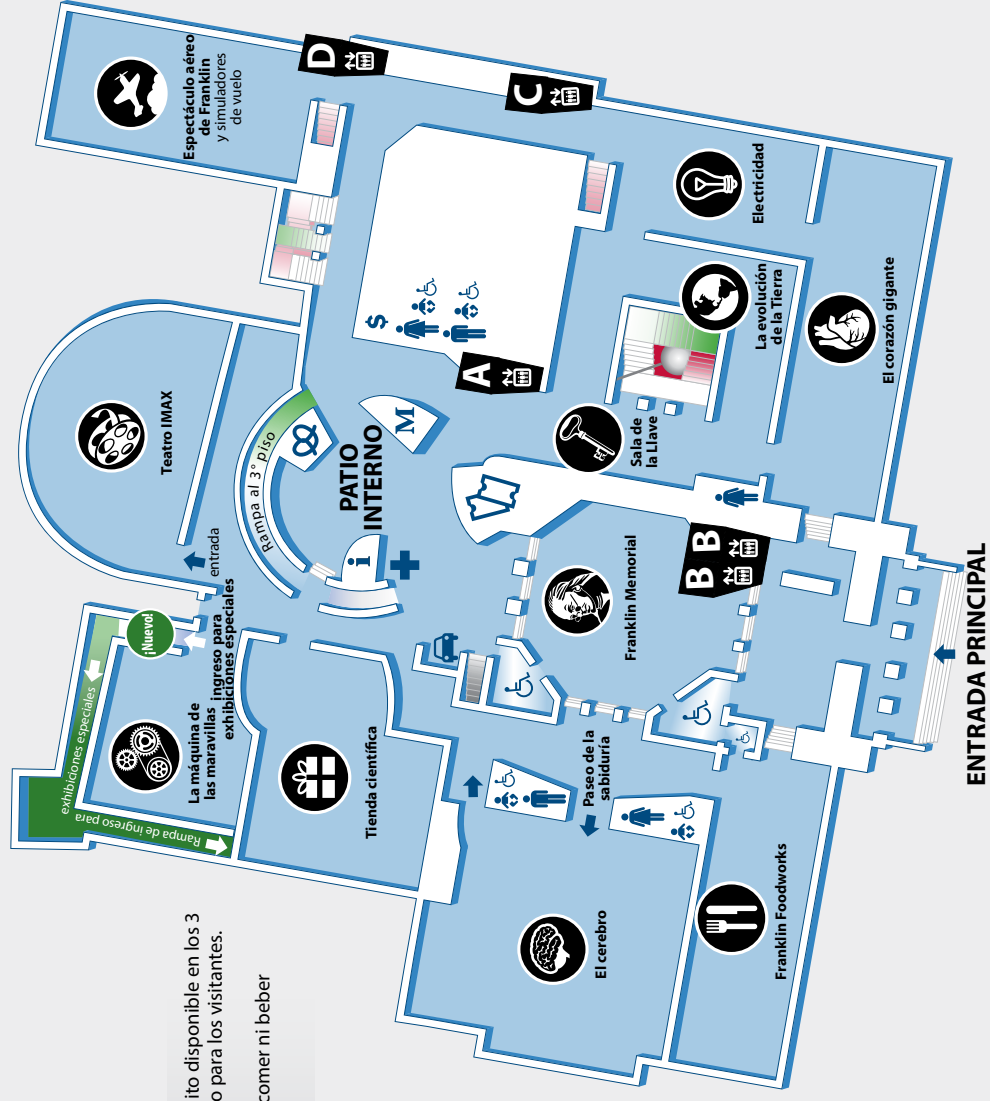 Espectáculo aéreo
de Franklin
y simuladores
de vuelo
D
C
Electricidad
La evolución
de la Tierra
El corazón gigante
$
A
Teatro IMAX
Rampa al 3° piso
M
PATIO
INTERNO
Sala de
la Llave
entrada
i
¡Nuevo!
ingreso para
exhibiciones especiales
Franklin Memorial
B B
exhibiciones especiales
Rampa de ingreso para
La máquina de
las maravillas
Tienda científica
Paseo de la
sabiduría
El cerebro
Franklin Foodworks
ENTRADA PRINCIPAL
ito disponible en los 3
o para los visitantes.
comer ni beber